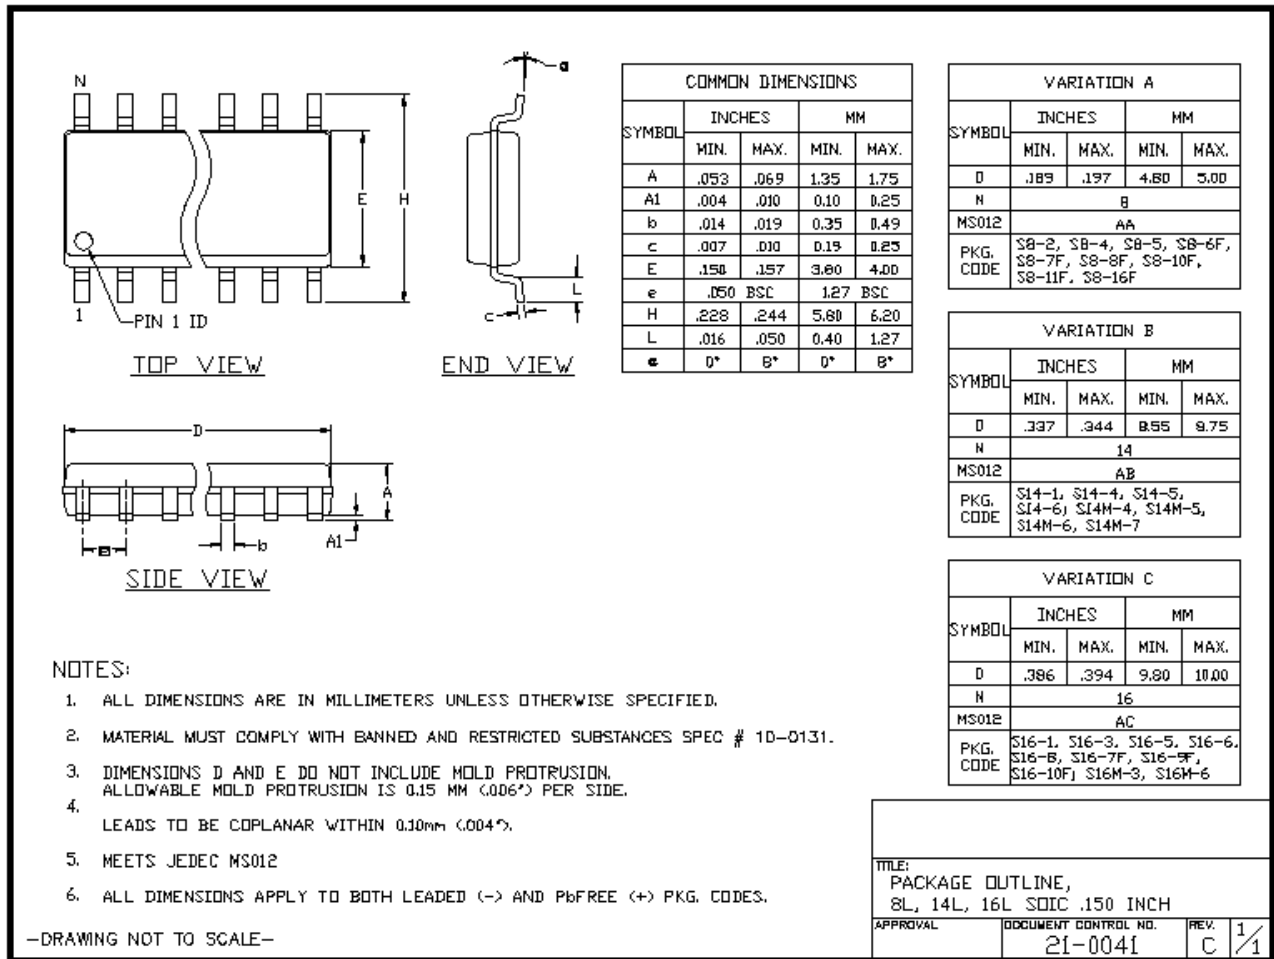 N
1
PIN 1 ID
E
H
TOP VIEW
α
L
c
END VIEW
D
A
A1
e
b
SIDE VIEW
COMMON DIMENSIONS
SYMBOL INCHES MM
MIN. MAX. MIN. MAX.
A .053 .069 1.35 1.75
A1 .004 .010 0.10 0.25
b .014 .019 0.35 0.49
c .007 .010 0.19 0.25
E .150 .157 3.80 4.00
e .050 BSC 1.27 BSC
H .228 .244 5.80 6.20
L .016 .050 0.40 1.27
α 0° 8° 0° 8°
VARIATION A
SYMBOL INCHES MM
MIN. MAX. MIN. MAX.
D .189 .197 4.80 5.00
N 8
MS012 AA
PKG. CODE
S8-2, S8-4, S8-5, S8-6F,
S8-7F, S8-8F, S8-10F,
S8-11F, S8-16F
VARIATION B
SYMBOL INCHES MM
MIN. MAX. MIN. MAX.
D .337 .344 8.55 8.75
N 14
MS012 AB
PKG. CODE
S14-1, S14-4, S14-5,
S14-6, S14M-4, S14M-5,
S14M-6, S14M-7
VARIATION C
SYMBOL INCHES MM
MIN. MAX. MIN. MAX.
D .386 .394 9.80 10.00
N 16
MS012 AC
PKG. CODE
S16-1, S16-3, S16-5, S16-6,
S16-8, S16-7F, S16-9F,
S16-10F, S16M-3, S16M-6
NOTES:
1. ALL DIMENSIONS ARE IN MILLIMETERS UNLESS OTHERWISE SPECIFIED.
2. MATERIAL MUST COMPLY WITH BANNED AND RESTRICTED SUBSTANCES SPEC # 10-0131.
3. DIMENSIONS D AND E DO NOT INCLUDE MOLD PROTRUSION.
ALLOWABLE MOLD PROTRUSION IS 0.15 MM (.006") PER SIDE.
4.
LEADS TO BE COPLANAR WITHIN 0.10mm (.004").
5. MEETS JEDEC MS012
6. ALL DIMENSIONS APPLY TO BOTH LEADED (-) AND PbFREE (+) PKG. CODES.
-DRAWING NOT TO SCALE-
TITLE:
PACKAGE OUTLINE,
8L, 14L, 16L SOIC .150 INCH
APPROVAL
DOCUMENT CONTROL NO.
21-0041
REV.
C
1/1